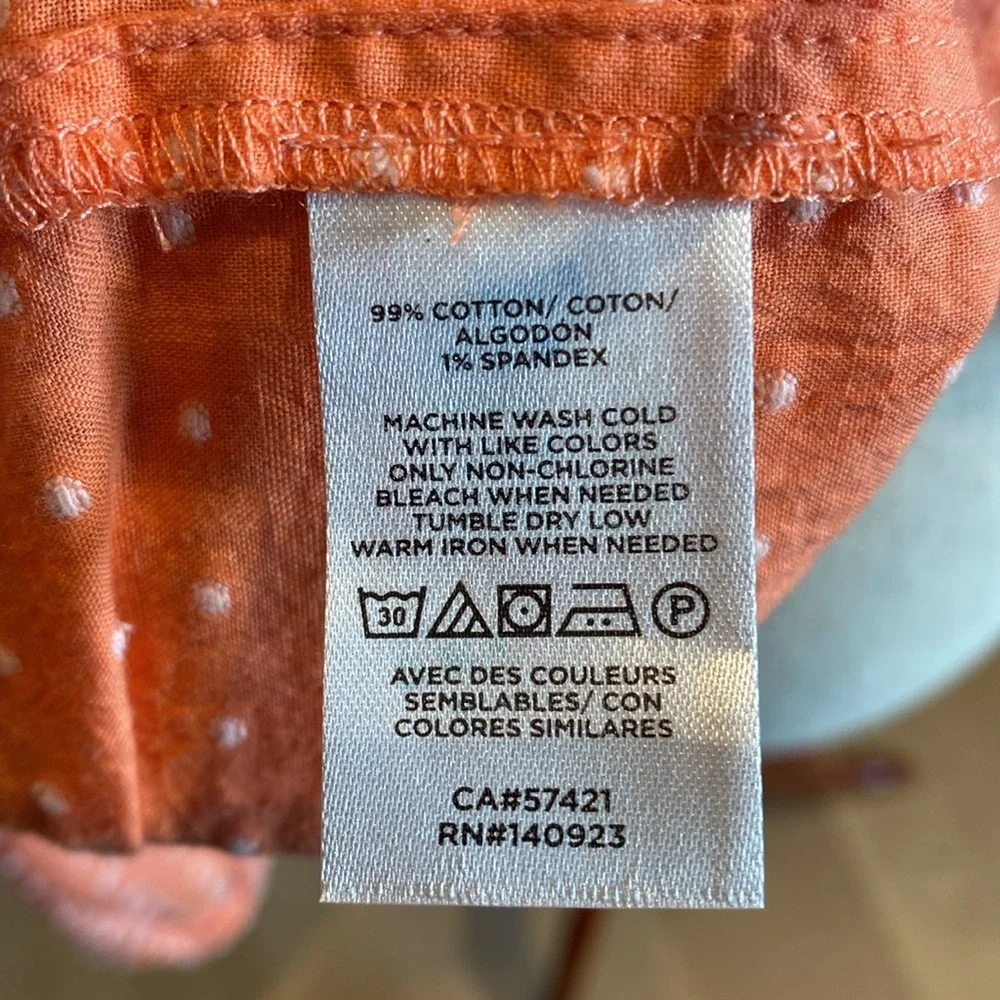 99% COTTON/ COTON/
ALGODON
1% SPANDEX
MACHINE WASH COLD
WITH LIKE COLORS
ONLY NON-CHLORINE
BLEACH WHEN NEEDED
TUMBLE DRY LOW
WARM IRON WHEN NEEDED
30 P
AVEC DES COULEURS
SEMBLABLES/ CON
COLORES SIMILARES
CA#57421
RN#140923